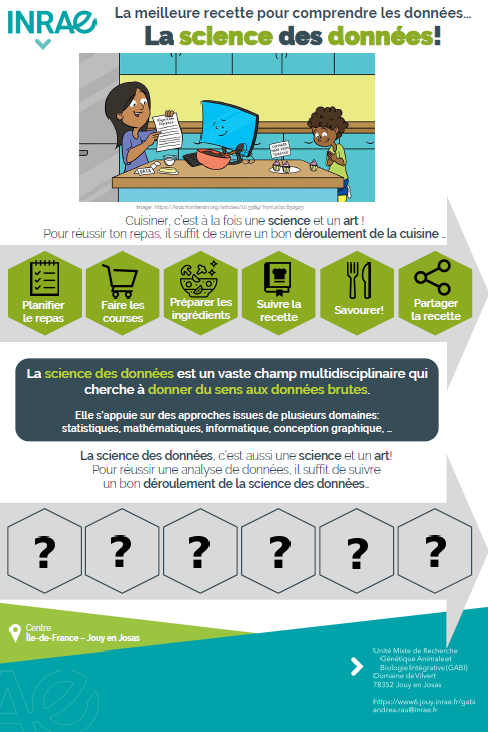 INRAE
La meilleure recette pour comprendre les données...
La science des données!
DATA
Image : https://kids.frontiersin.org/articles/10.3389/
Cuisiner, c'est à la fois une science et un art !
Pour réussir ton repas, il suffit de suivre un bon déroulement de la cuisine ...
Planifier
le repas
Faire les
courses
Préparer les
ingrédients
Suivre la
recette
Savourer!
Partager
la recette
La science des données est un vaste champ multidisciplinaire qui
cherche à donner du sens aux données brutes.
Elle s'appuie sur des approches issues de plusieurs domaines:
statistiques, mathématiques, informatique, conception graphique, ...
La science des données, c'est aussi une science et un art!
Pour réussir une analyse de données, il suffit de suivre
un bon déroulement de la science des données...
? ? ? ? ? ?
Centre
Île-de-France – Jouy en Josas
Unité Mixte de Recherche
Génétique Animale et
Biologie Intégrative (GABI)
Domaine de Vilvert
78352 Jouy en Josas
https://www6.jouy.inrae.fr/gabi
andrea.rau@inrae.fr